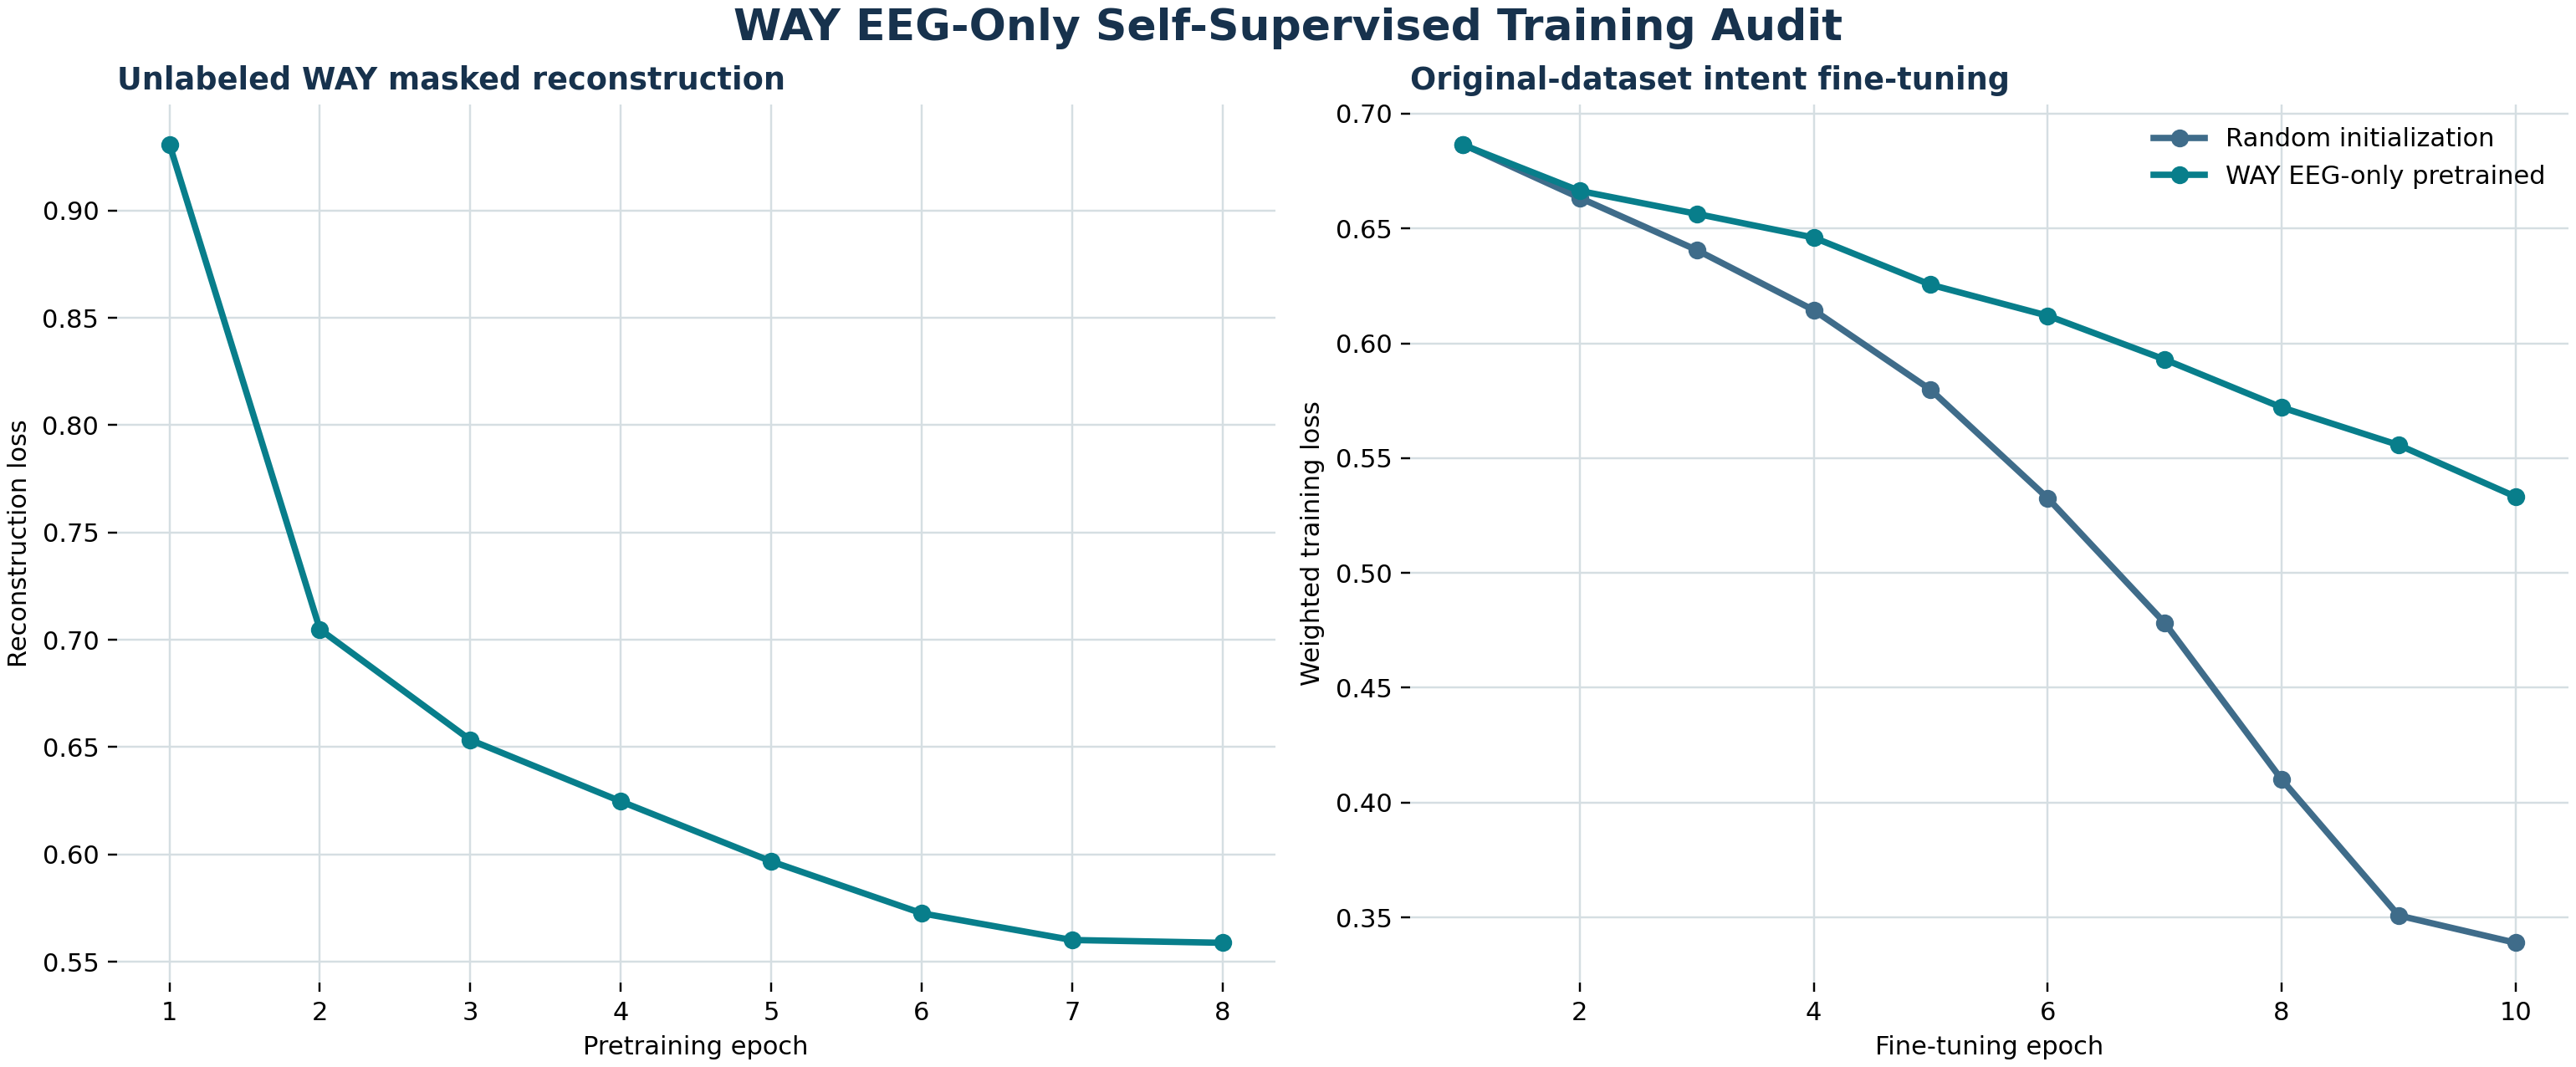 WAY EEG-Only Self-Supervised Training Audit
Unlabeled WAY masked reconstruction
Reconstruction loss
0.90
0.85
0.80
0.75
0.70
0.65
0.60
0.55
1 2 3 4 5 6 7 8
Pretraining epoch
Original-dataset intent fine-tuning
Weighted training loss
0.70
0.65
0.60
0.55
0.50
0.45
0.40
0.35
Random initialization
WAY EEG-only pretrained
2 4 6 8 10
Fine-tuning epoch